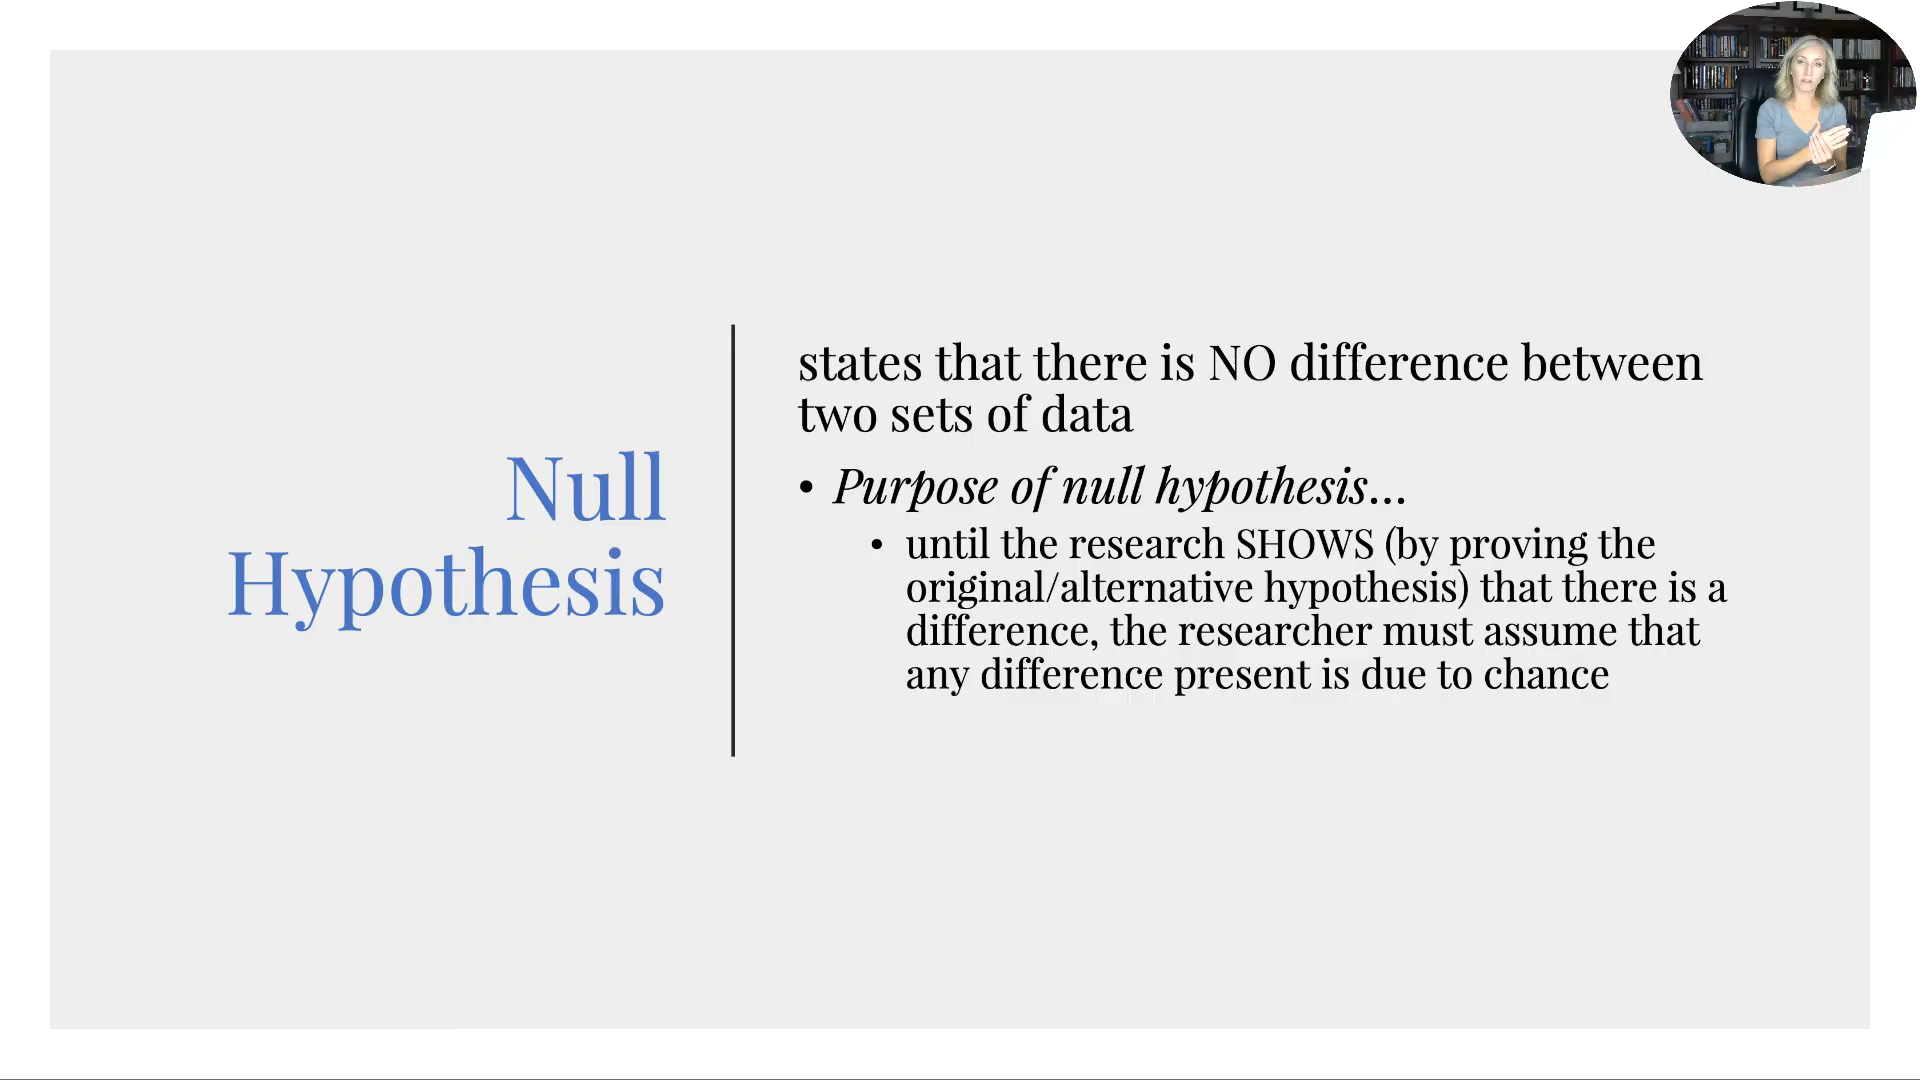 Null
Hypothesis
states that there is NO difference between
two sets of data
• Purpose of null hypothesis...
• until the research SHOWS (by proving the
original/alternative hypothesis) that there is a
difference, the researcher must assume that
any difference present is due to chance